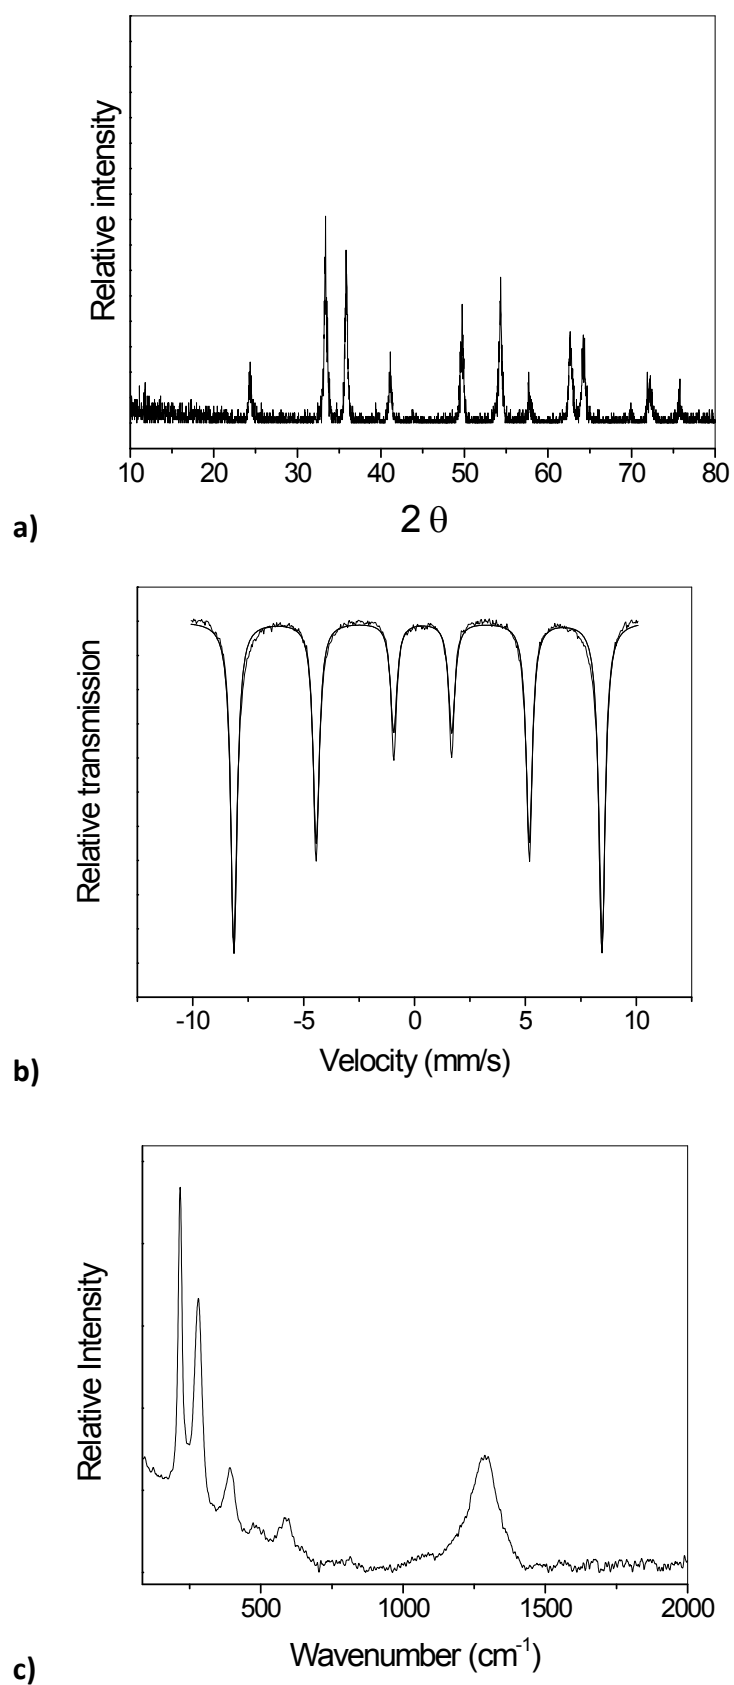 Relative intensity
10 20 30 40 50 60 70 80
2 θ
a)
Relative transmission
-10 -5 0 5 10
Velocity (mm/s)
b)
Relative Intensity
500 1000 1500 2000
Wavenumber (cm⁻¹)
c)